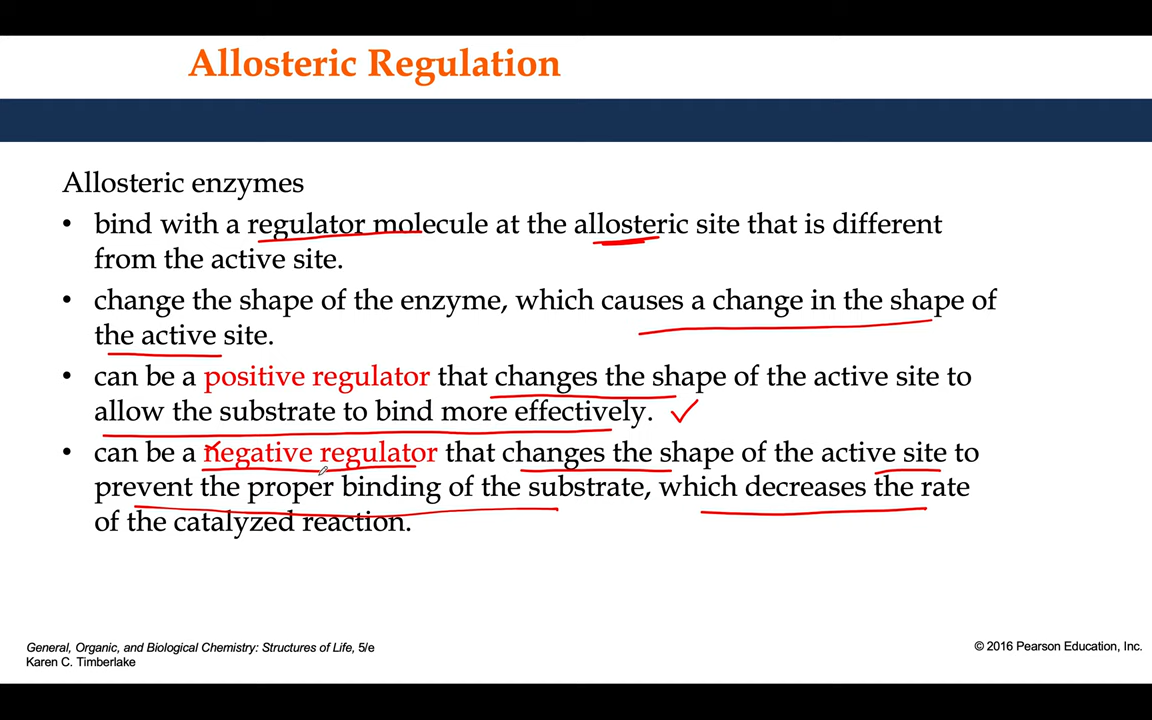 Allosteric Regulation
Allosteric enzymes
• bind with a regulator molecule at the allosteric site that is different
from the active site.
• change the shape of the enzyme, which causes a change in the shape of
the active site.
• can be a positive regulator that changes the shape of the active site to
allow the substrate to bind more effectively.
• can be a negative regulator that changes the shape of the active site to
prevent the proper binding of the substrate, which decreases the rate
of the catalyzed reaction.
General, Organic, and Biological Chemistry: Structures of Life, 5/e
Karen C. Timberlake
© 2016 Pearson Education, Inc.